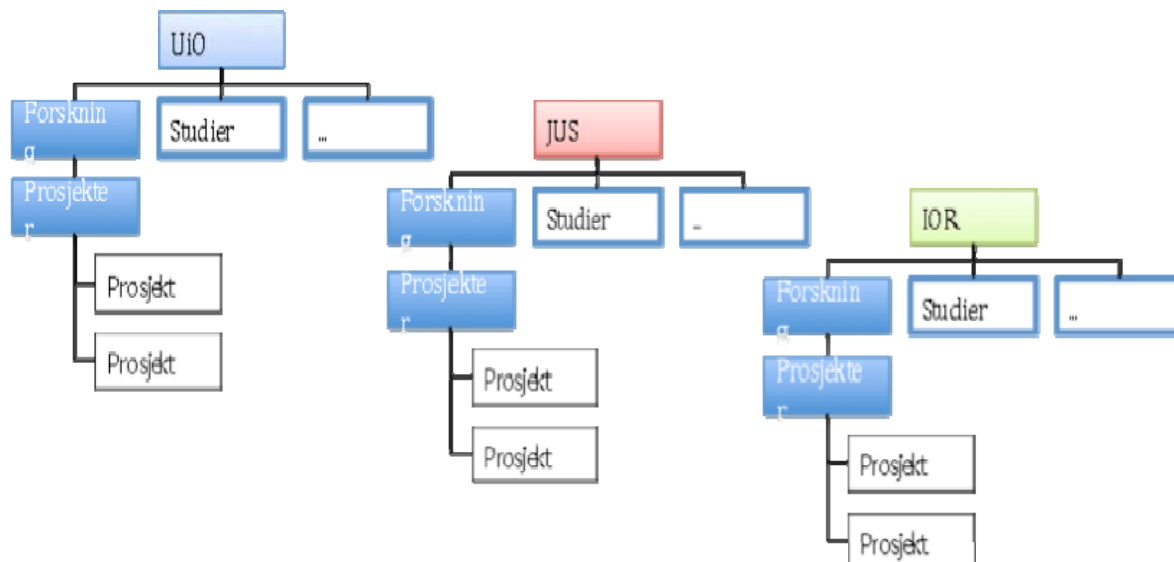 UiO
Forsknin
g
Studier
...
Prosjekte
r
Prosjekt
Prosjekt
JUS
Forsknin
g
Studier
...
Prosjekte
r
Prosjekt
Prosjekt
IOR
Forsknin
g
Studier
...
Prosjekte
r
Prosjekt
Prosjekt